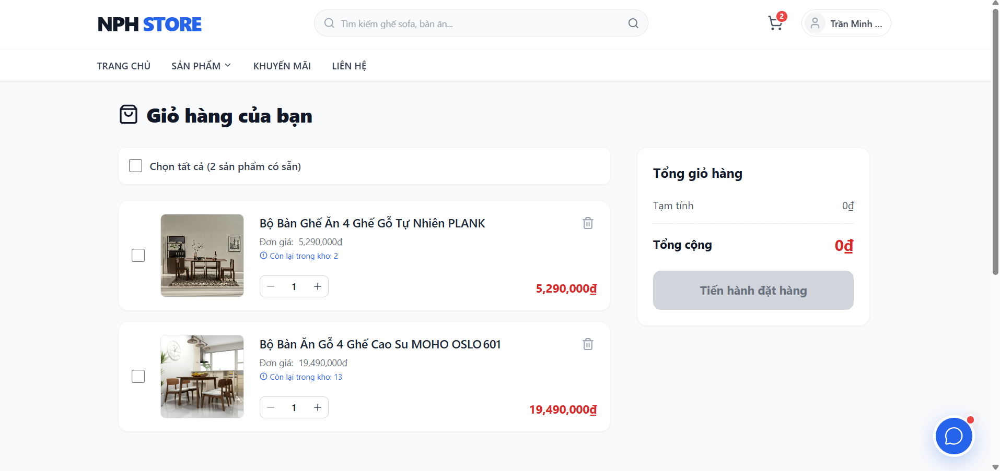 NPH STORE
Tìm kiếm ghế sofa, bàn ăn...
2
Trần Minh ...
TRANG CHỦ
SẢN PHẨM
KHUYẾN MÃI
LIÊN HỆ
Giỏ hàng của bạn
Chọn tất cả (2 sản phẩm có sẵn)
Bộ Bàn Ghế Ăn 4 Ghế Gỗ Tự Nhiên PLANK
Đơn giá: 5,290,000₫
Còn lại trong kho: 2
1
5,290,000₫
Bộ Bàn Ăn Gỗ 4 Ghế Cao Su MOHO OSLO 601
Đơn giá: 19,490,000₫
Còn lại trong kho: 13
1
19,490,000₫
Tổng giỏ hàng
Tạm tính
0₫
Tổng cộng
0₫
Tiến hành đặt hàng